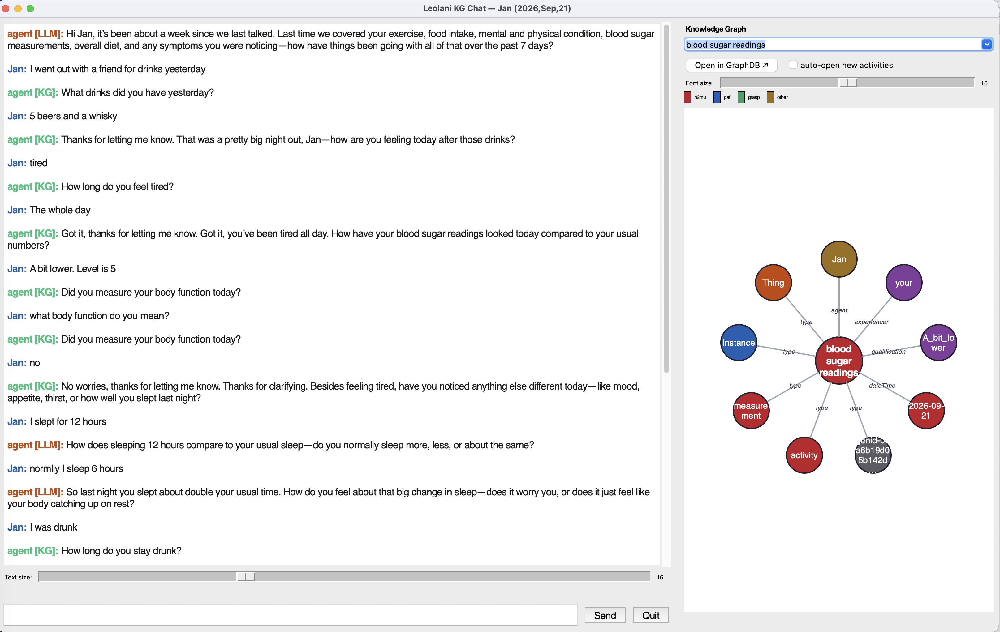 Leolani KG Chat — Jan (2026,Sep,21)
agent [LLM]: Hi Jan, it's been about a week since we last talked. Last time we covered your exercise, food intake, mental and physical condition, blood sugar
measurements, overall diet, and any symptoms you were noticing—how have things been going with all of that over the past 7 days?
Jan: I went out with a friend for drinks yesterday
agent [KG]: What drinks did you have yesterday?
Jan: 5 beers and a whisky
agent [KG]: Thanks for letting me know. That was a pretty big night out, Jan—how are you feeling today after those drinks?
Jan: tired
agent [KG]: How long do you feel tired?
Jan: The whole day
agent [KG]: Got it, thanks for letting me know. Got it, you've been tired all day. How have your blood sugar readings looked today compared to your usual
numbers?
Jan: A bit lower. Level is 5
agent [KG]: Did you measure your body function today?
Jan: what body function do you mean?
agent [KG]: Did you measure your body function today?
Jan: no
agent [KG]: No worries, thanks for letting me know. Thanks for clarifying. Besides feeling tired, have you noticed anything else different today—like mood,
appetite, thirst, or how well you slept last night?
Jan: I slept for 12 hours
agent [LLM]: How does sleeping 12 hours compare to your usual sleep—do you normally sleep more, less, or about the same?
Jan: normlly I sleep 6 hours
agent [LLM]: So last night you slept about double your usual time. How do you feel about that big change in sleep—does it worry you, or does it just feel like
your body catching up on rest?
Jan: I was drunk
agent [KG]: How long do you stay drunk?
Text size:
16
Send
Quit
Knowledge Graph
blood sugar readings
Open in GraphDB ↗
auto-open new activities
Font size:
16
n2mu
gaf
grasp
other
Jan
Thing
your
agent
type
experiencer
Instance
A_bit_lo
wer
type
qualification
blood
sugar
readings
type
dateTime
measure
ment
2026-09-
21
type
type
activity
a6b19d0
5b142d
...